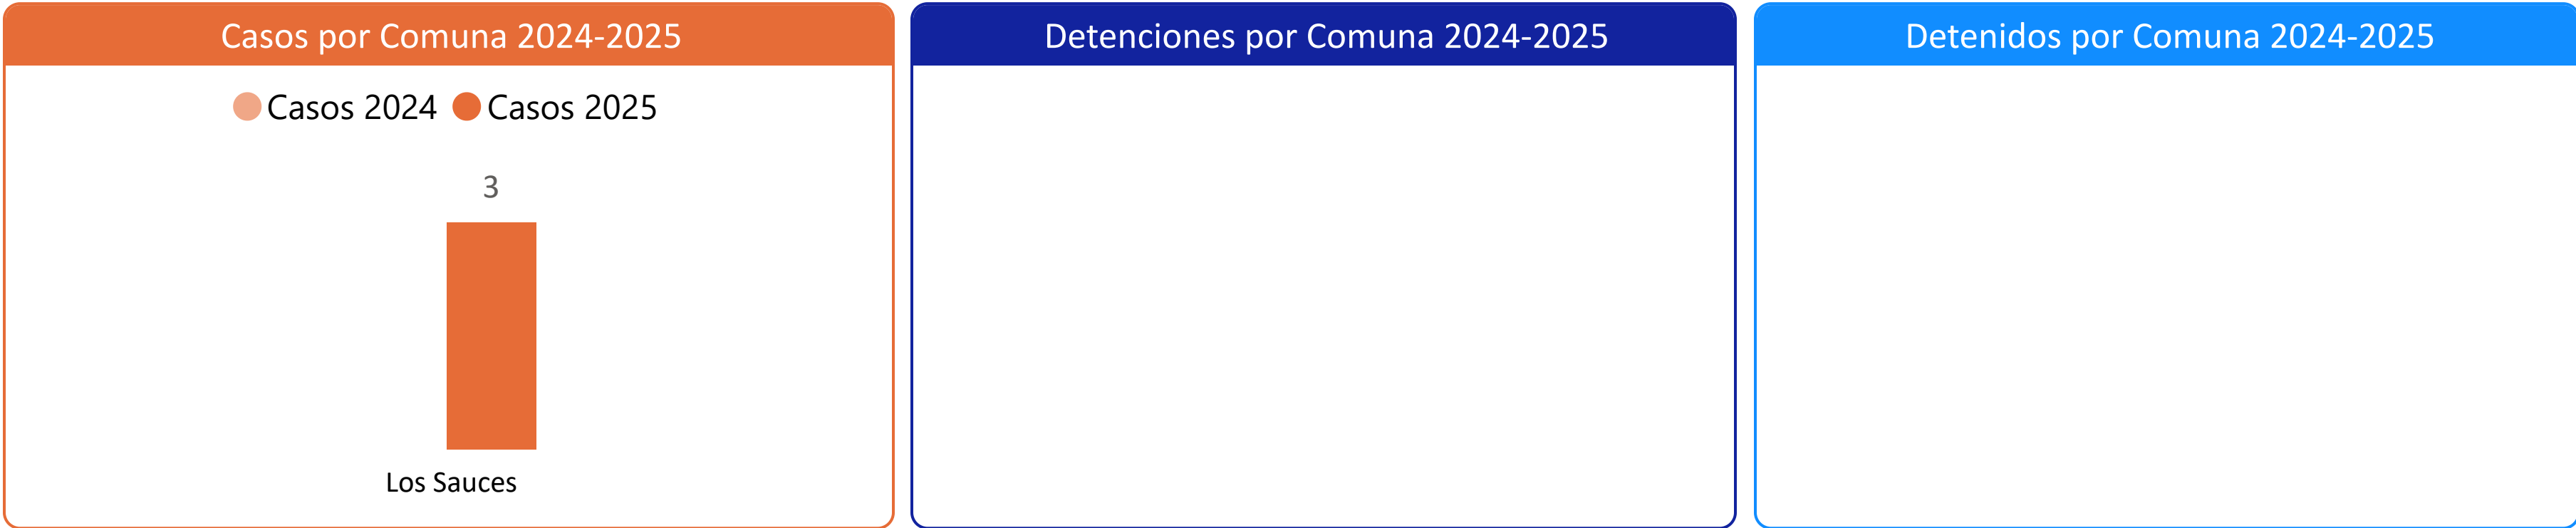 Casos por Comuna 2024-2025
Casos 2024 Casos 2025
3
Los Sauces
Detenciones por Comuna 2024-2025
Detenidos por Comuna 2024-2025